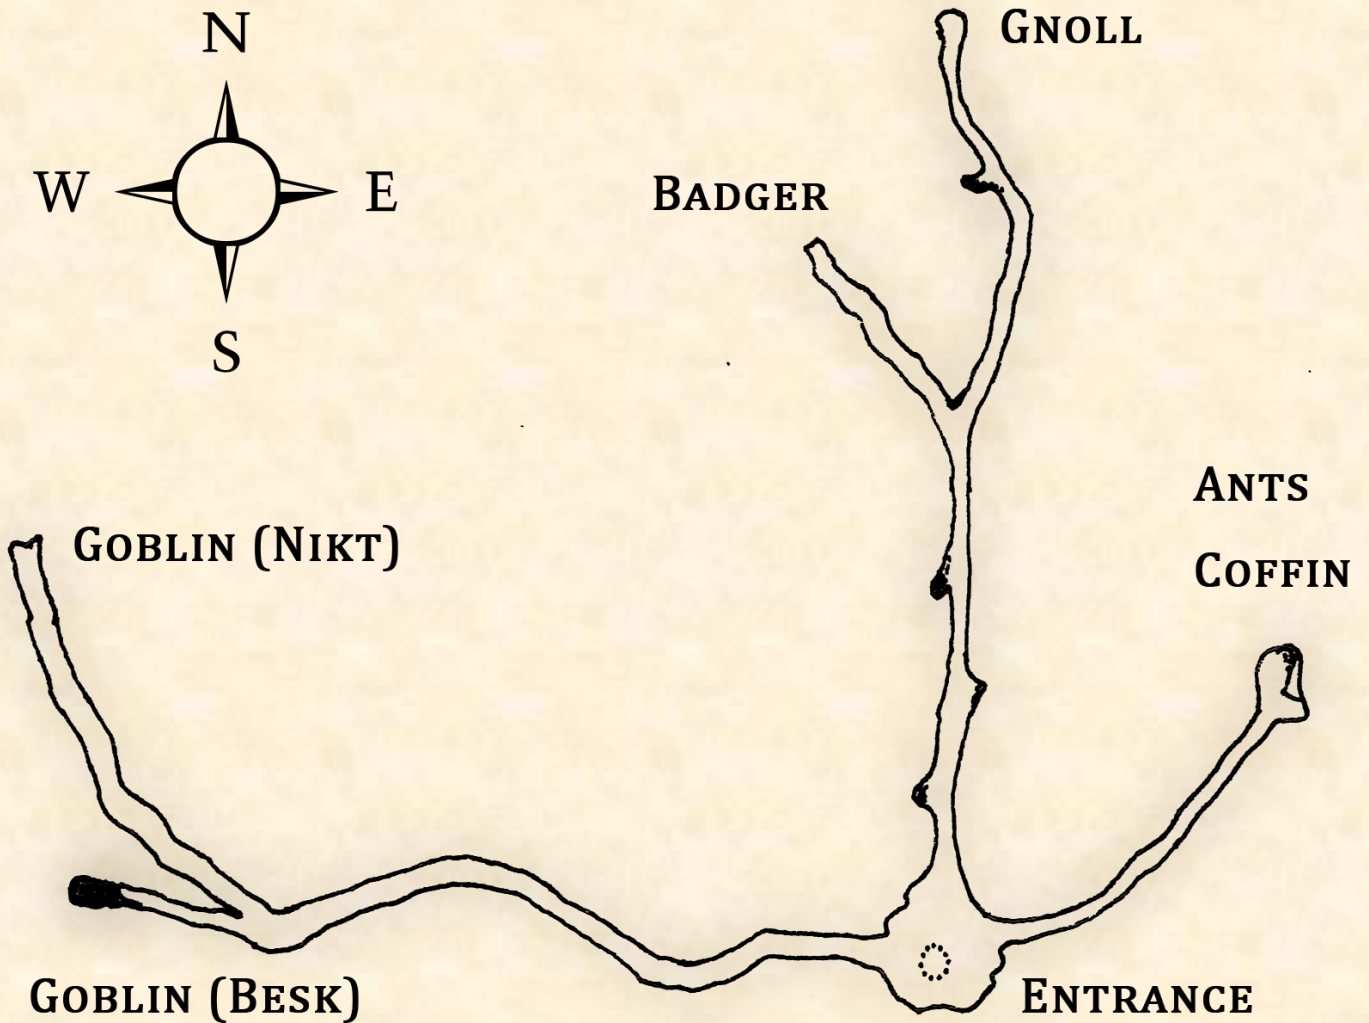 N
GNOLL
W
E
BADGER
S
ANTS
COFFIN
GOBLIN (NIKT)
GOBLIN (BESK)
ENTRANCE